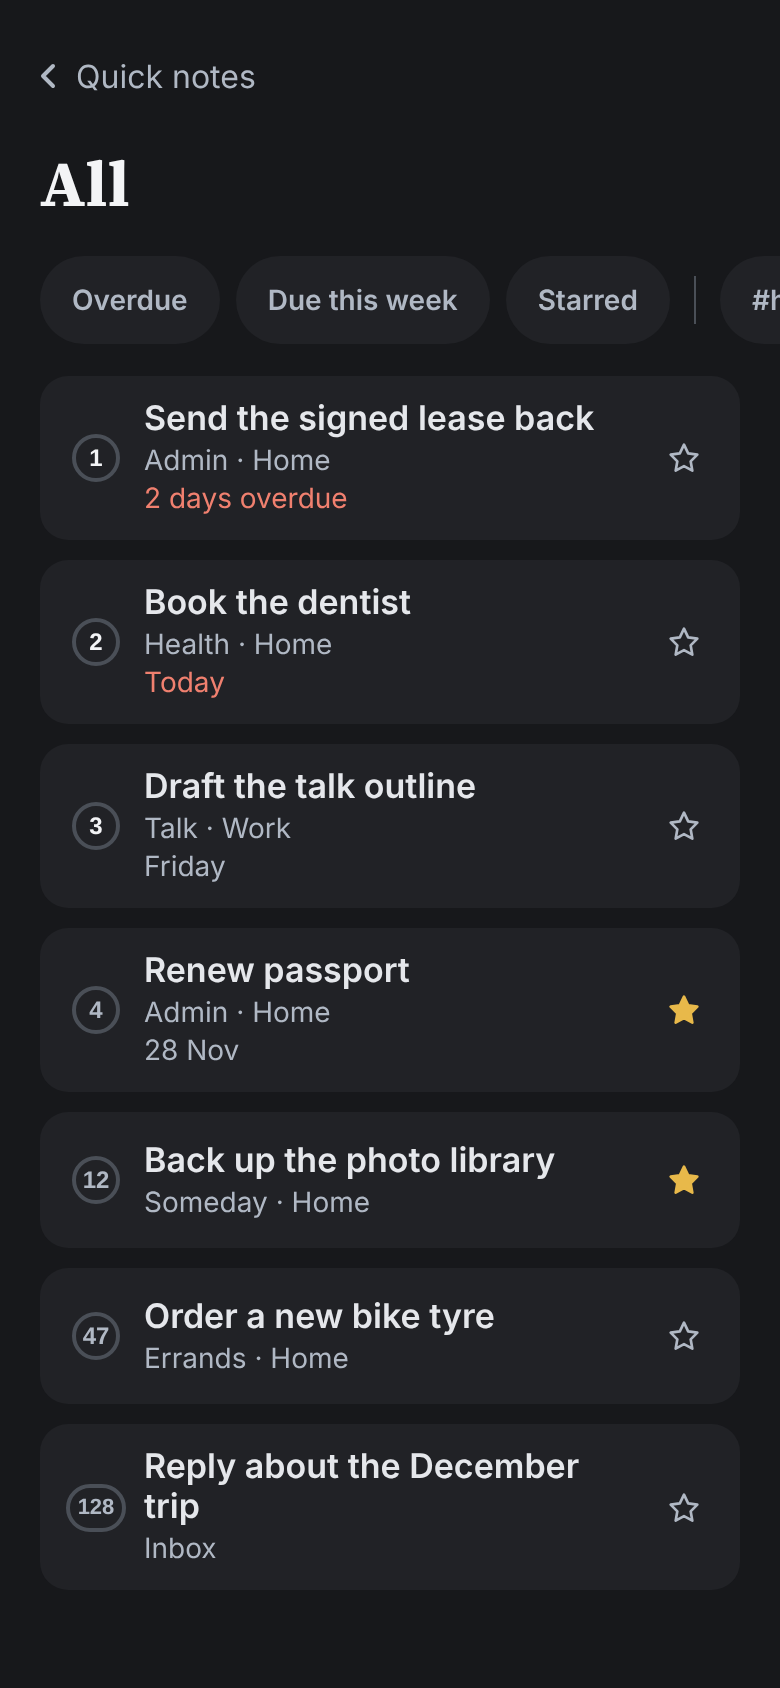 Quick notes
All
Overdue
Due this week
Starred
1
Send the signed lease back
Admin · Home
2 days overdue
2
Book the dentist
Health · Home
Today
3
Draft the talk outline
Talk · Work
Friday
4
Renew passport
Admin · Home
28 Nov
12
Back up the photo library
Someday · Home
47
Order a new bike tyre
Errands · Home
128
Reply about the December
trip
Inbox